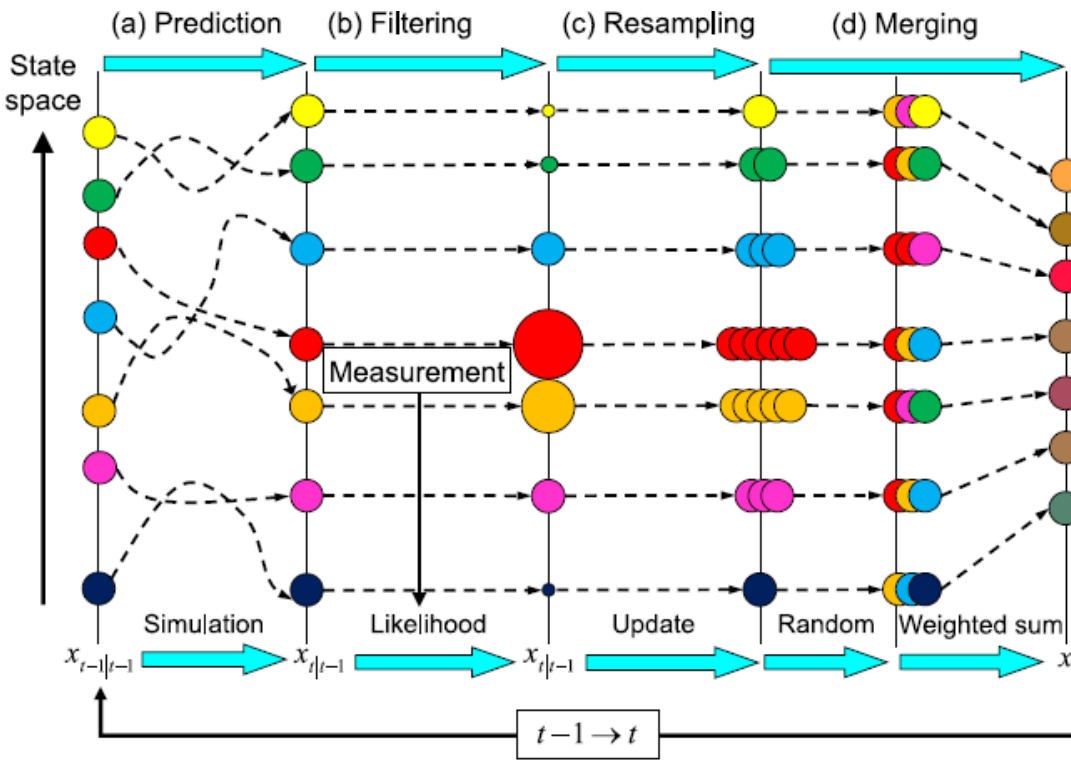 (a) Prediction
(b) Filtering
(c) Resampling
(d) Merging
State
space
Measurement
Simulation
Likelihood
Update
Random
Weighted sum
x_{t-1|t-1}
x_{t|t-1}
x_{t|t-1}
x
t-1→t